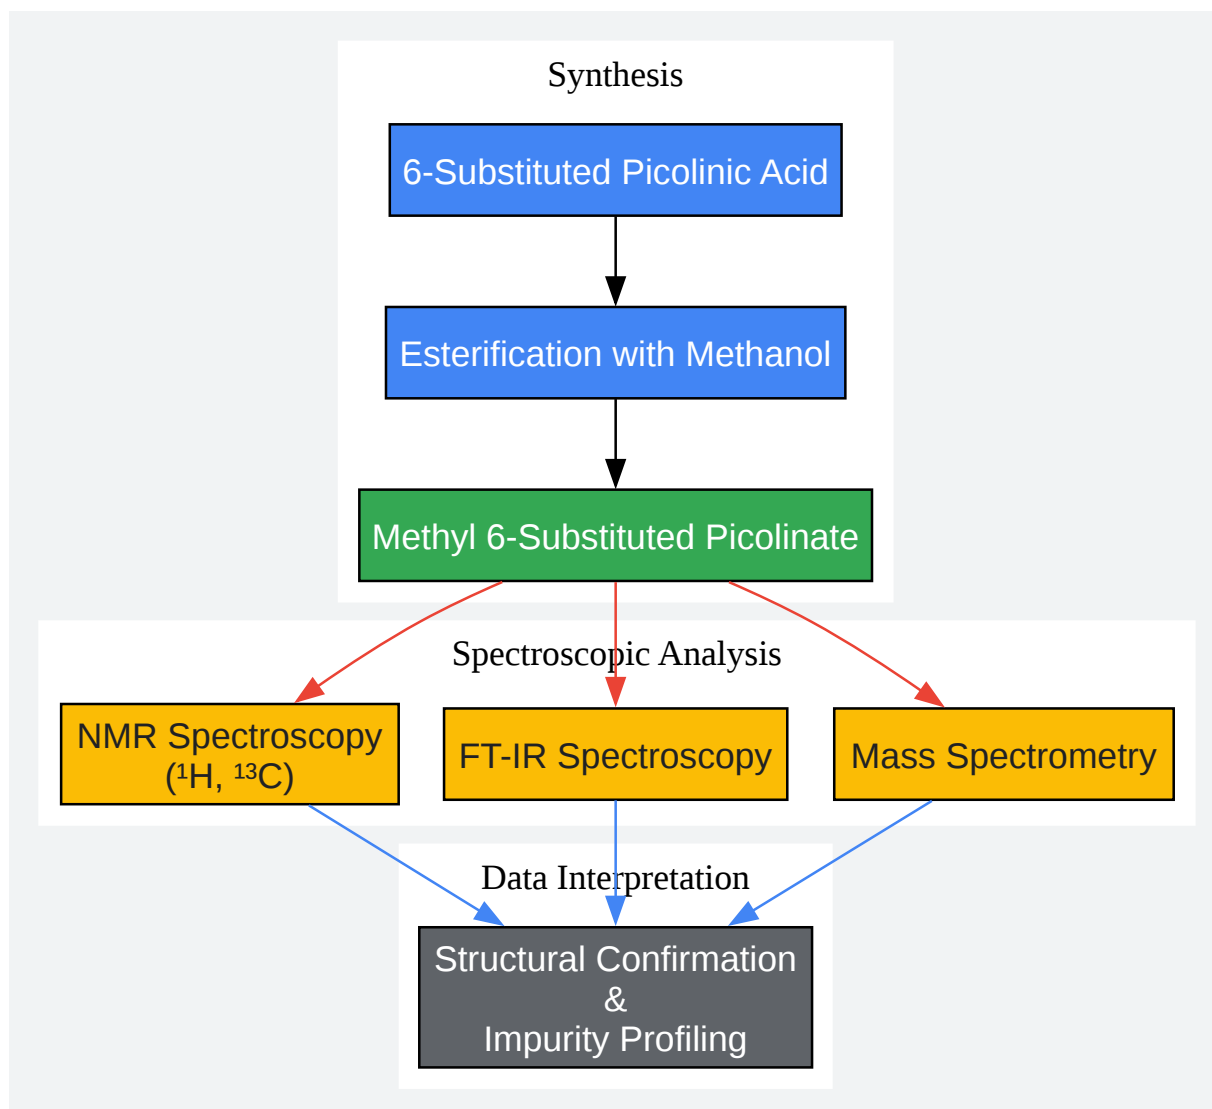 Synthesis
6-Substituted Picolinic Acid
Esterification with Methanol
Methyl 6-Substituted Picolinate
Spectroscopic Analysis
NMR Spectroscopy
(¹H, ¹³C)
FT-IR Spectroscopy
Mass Spectrometry
Data Interpretation
Structural Confirmation
&
Impurity Profiling